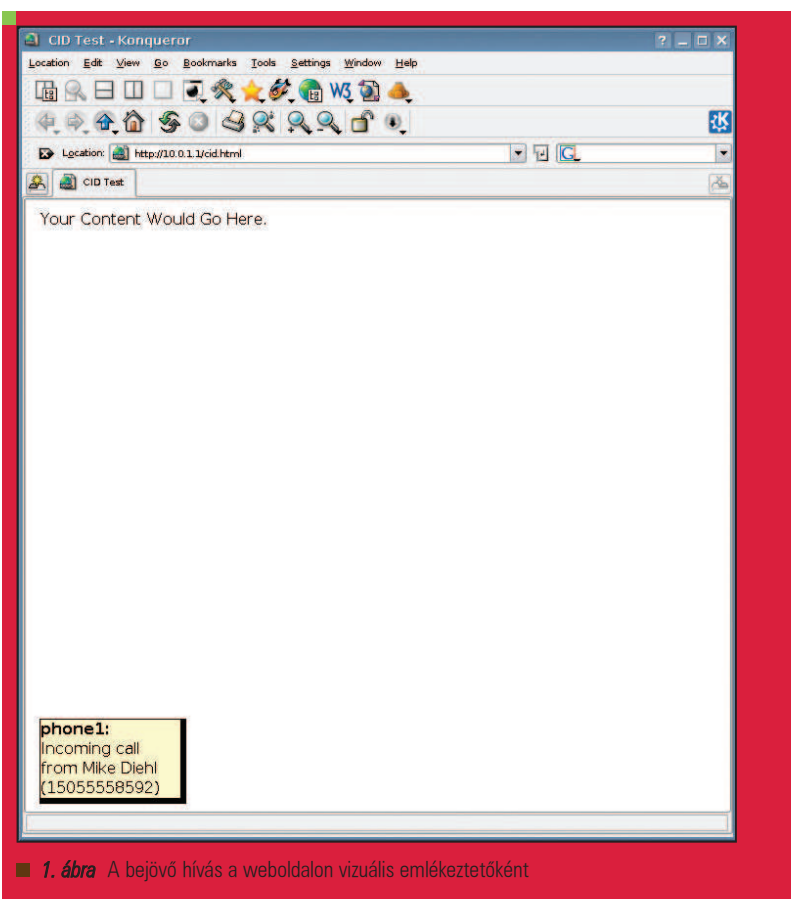 CID Test - Konqueror
Location Edit View Go Bookmarks Tools Settings Window Help
Location: http://10.0.1.1/cid.html
CID Test
Your Content Would Go Here.
phone1:
Incoming call
from Mike Diehl
(15055558592)
1. ábra A bejövő hívás a weboldalon vizuális emlékeztetőként